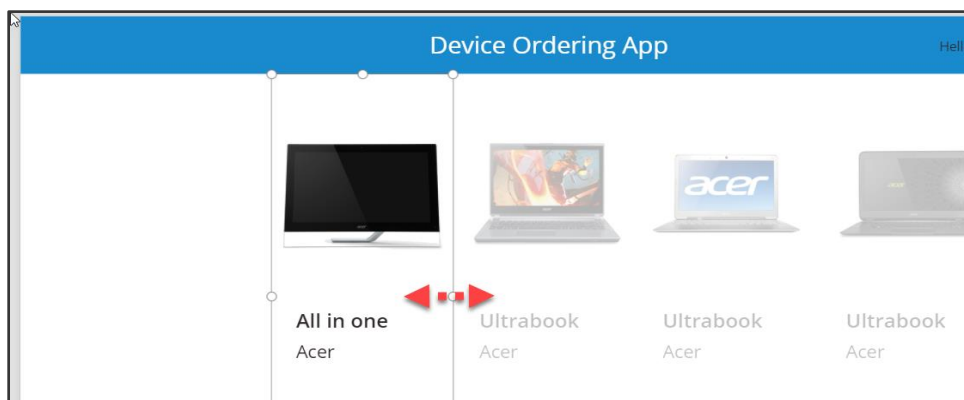 Device Ordering App
Hell
acer
All in one
Acer
Ultrabook
Acer
Ultrabook
Acer
Ultrabook
Acer